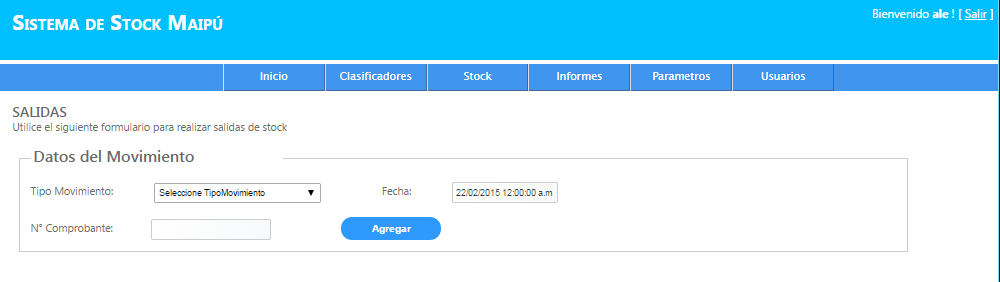 SISTEMA DE STOCK MAIPÚ
Bienvenido ale ! [ Salir ]
Inicio Clasificadores Stock Informes Parametros Usuarios
SALIDAS
Utilice el siguiente formulario para realizar salidas de stock
Datos del Movimiento
Tipo Movimiento: Seleccione TipoMovimiento Fecha: 22/02/2015 12:00:00 a.m
N° Comprobante: Agregar